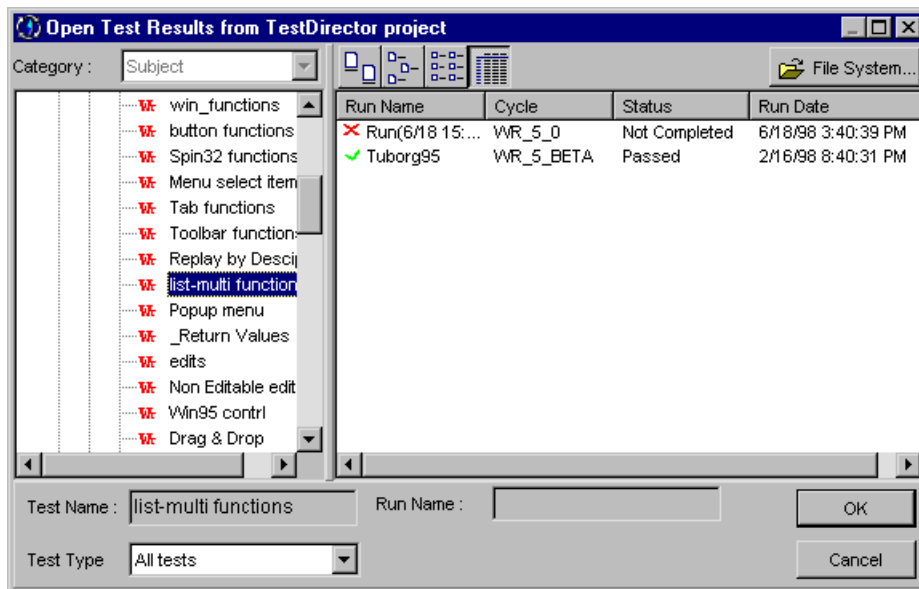 Open Test Results from TestDirector project
Category :
Subject
File System...
win_functions
button functions
Spin32 functions
Menu select item
Tab functions
Toolbar function
Replay by Descip
list-multi function
Popup menu
_Return Values
edits
Non Editable edit
Win95 contrl
Drag & Drop
Run Name Cycle Status Run Date
Run(6/18 15:... WR_5_0 Not Completed 6/18/98 3:40:39 PM
Tuborg95 WR_5_BETA Passed 2/16/98 8:40:31 PM
Test Name : list-multi functions
Run Name :
OK
Test Type All tests
Cancel